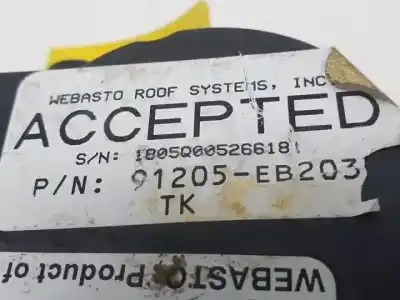 WEBASTO ROOF SYSTEMS, INC
ACCEPTED
S/N: 1805Q00526618
P/N: 91205-EB203
TK
WEBASTO Product of